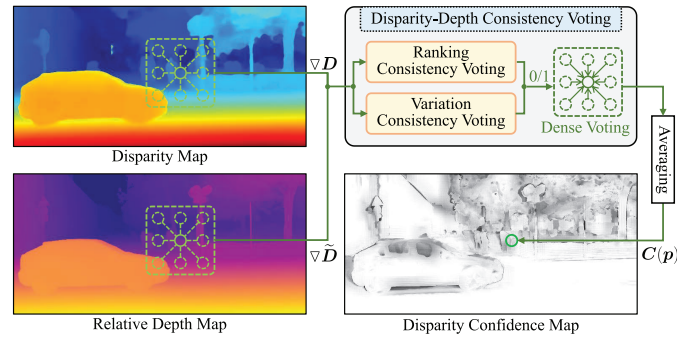 Disparity-Depth Consistency Voting
Ranking
Consistency Voting
Variation
Consistency Voting
0/1
Dense Voting
∇D
Disparity Map
∇D̃
Relative Depth Map
Averaging
C(p)
Disparity Confidence Map